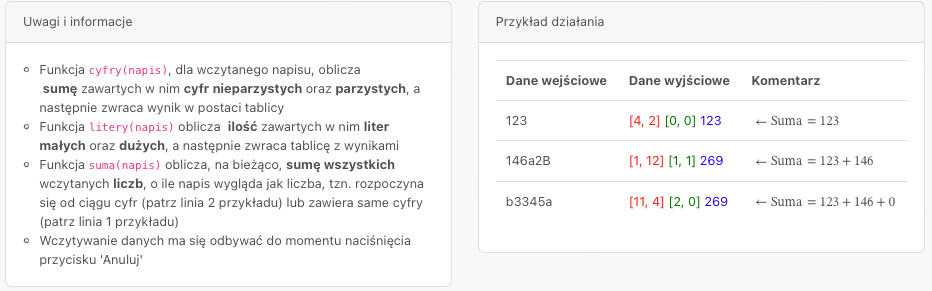 Uwagi i informacje
Funkcja cyfry(napis), dla wczytanego napisu, oblicza
sumę zawartych w nim cyfr nieparzystych oraz parzystych, a
następnie zwraca wynik w postaci tablicy
Funkcja litery(napis) oblicza ilość zawartych w nim liter
małych oraz dużych, a następnie zwraca tablicę z wynikami
Funkcja suma(napis) oblicza, na bieżąco, sumę wszystkich
wczytanych liczb, o ile napis wygląda jak liczba, tzn. rozpoczyna
się od ciągu cyfr (patrz linia 2 przykładu) lub zawiera same cyfry
(patrz linia 1 przykładu)
Wczytywanie danych ma się odbywać do momentu naciśnięcia
przycisku 'Anuluj'
Przykład działania
Dane wejściowe Dane wyjściowe Komentarz
123 [4, 2] [0, 0] 123 ← Suma = 123
146a2B [1, 12] [1, 1] 269 ← Suma = 123 + 146
b3345a [11, 4] [2, 0] 269 ← Suma = 123 + 146 + 0